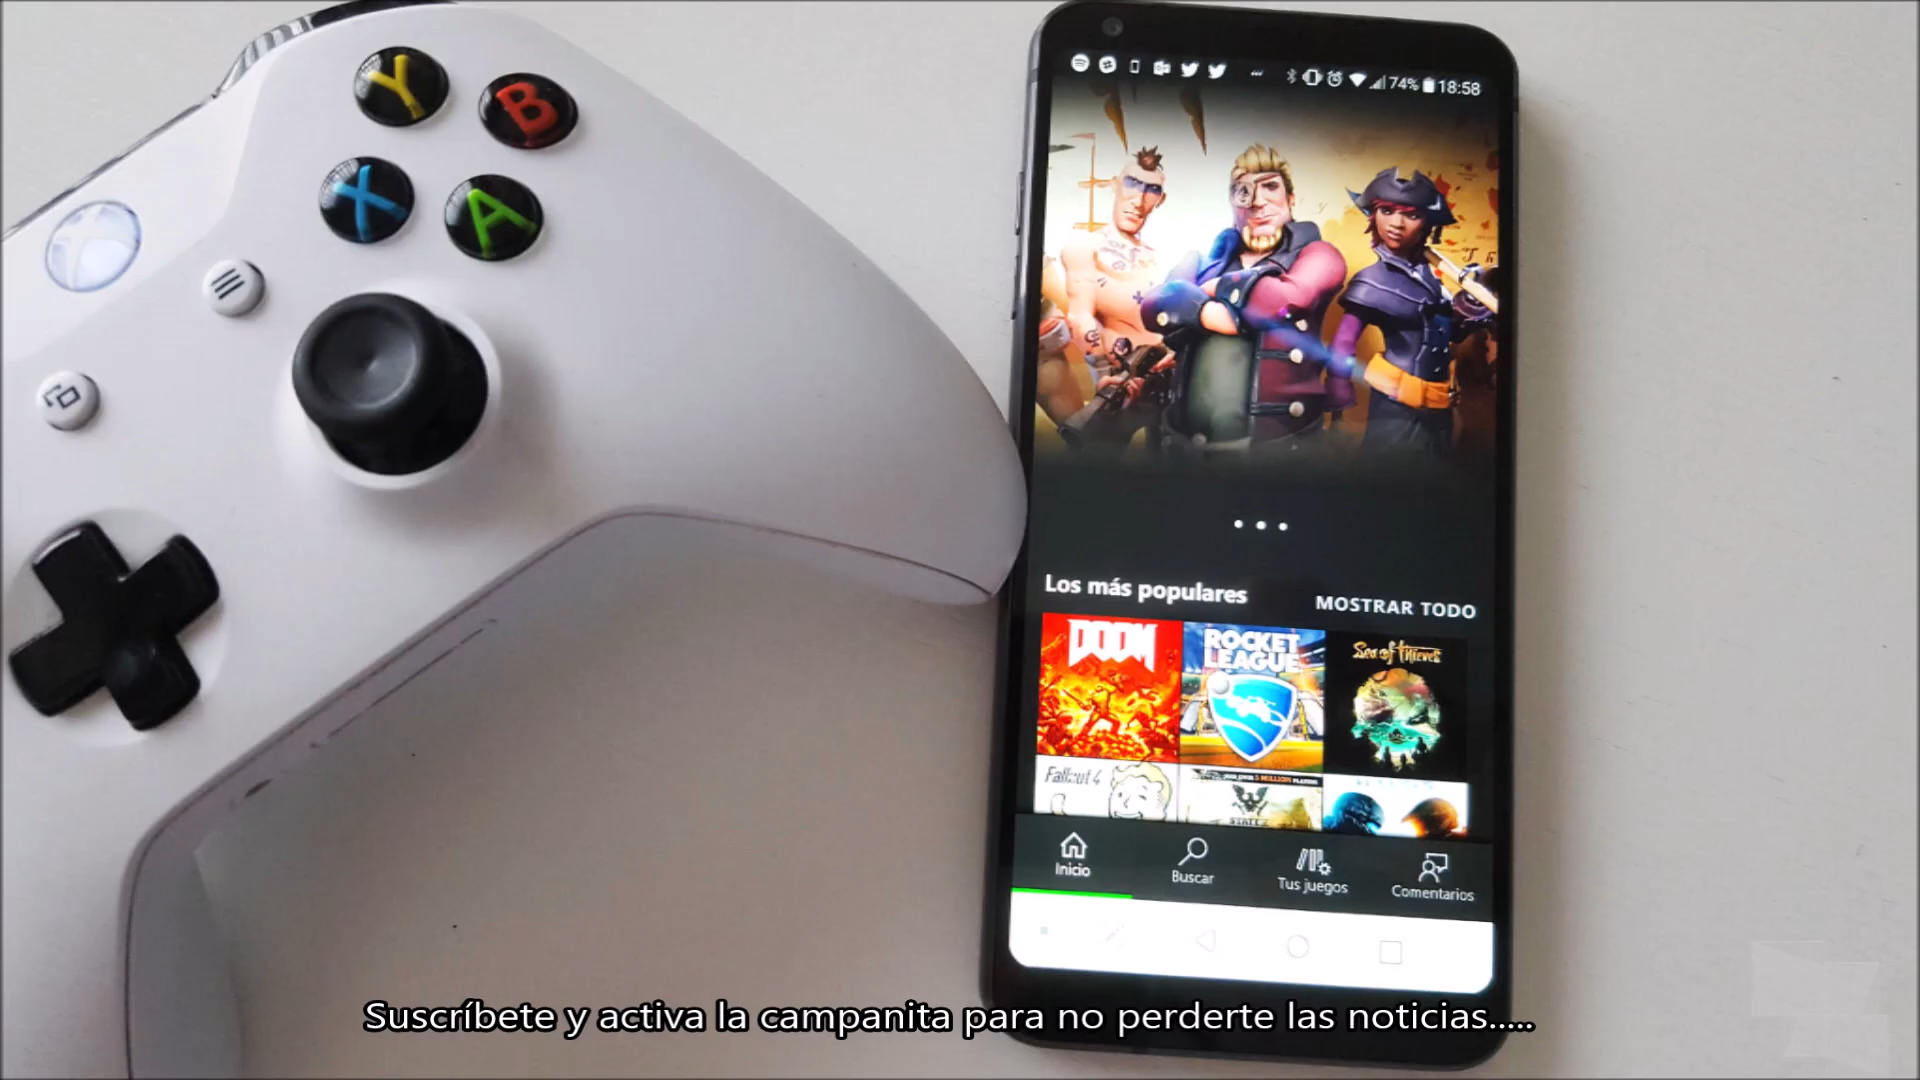 Y
B
X
A
74% 18:58
Los más populares
MOSTRAR TODO
DOOM
ROCKET
LEAGUE
Sea of Thieves
Fallout 4
STATE
Inicio
Buscar
Tus juegos
Comentarios
Suscríbete y activa la campanita para no perderte las noticias.....